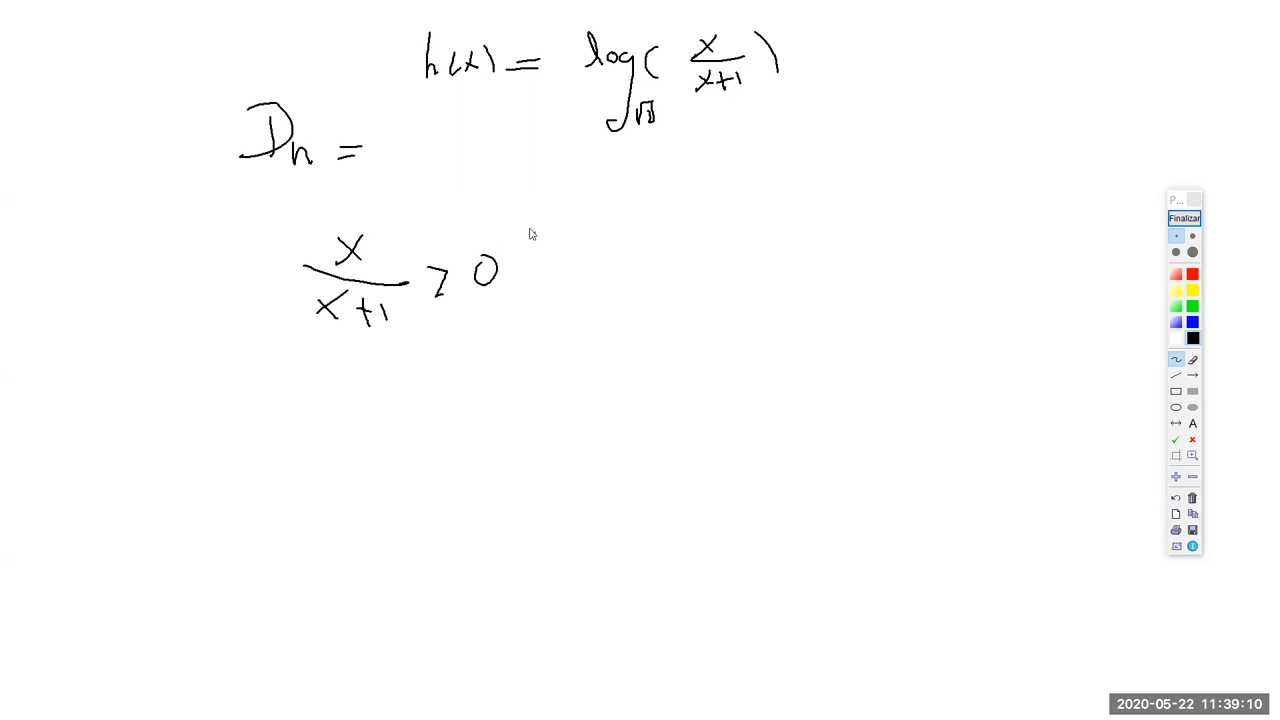 h(x) = log√3( x/(x+1) )
Dh =
x/(x+1) > 0
P...
Finalizar
A
2020-05-22 11:39:10